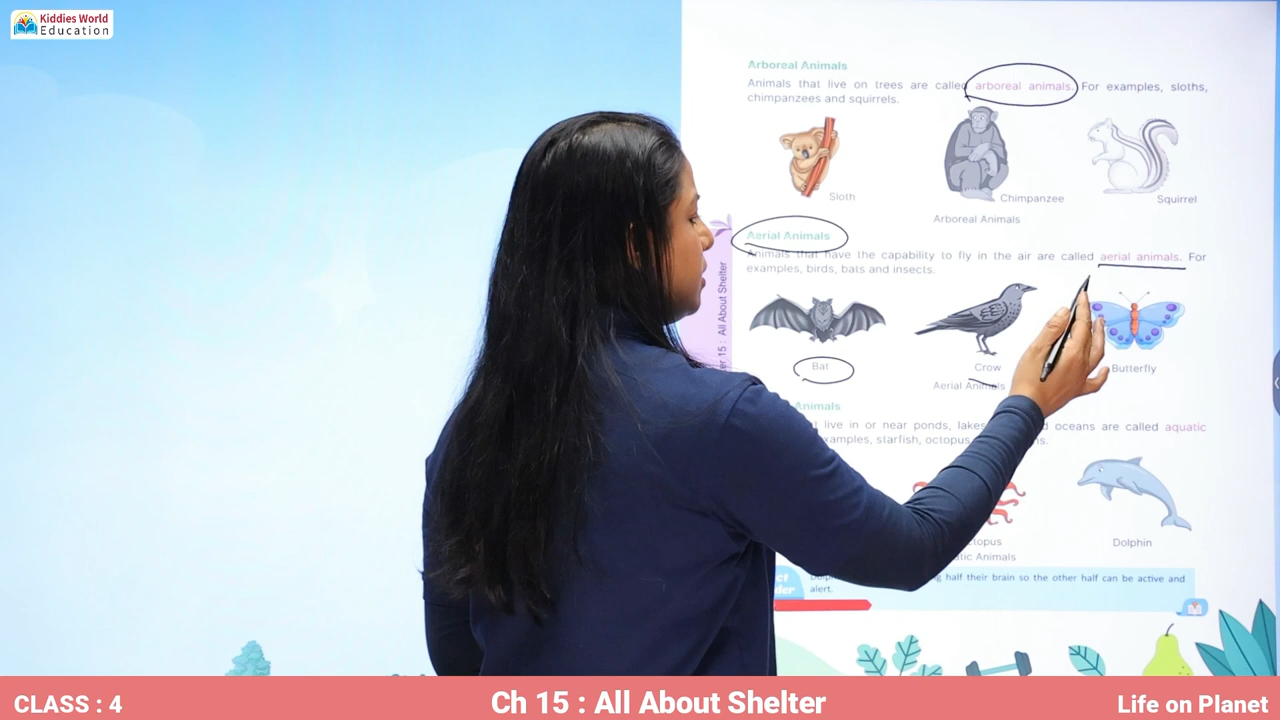 Kiddies World
Education
Arboreal Animals
Animals that live on trees are called arboreal animals. For examples, sloths,
chimpanzees and squirrels.
Sloth
Chimpanzee
Squirrel
Arboreal Animals
Aerial Animals
Animals that have the capability to fly in the air are called aerial animals. For
examples, birds, bats and insects.
15 : All About Shelter
Bat
Crow
Butterfly
Aerial Animals
Animals
live in or near ponds, lakes oceans are called aquatic
starfish, octopus
Dolphin
Animals
half their brain so the other half can be active and
alert.
CLASS : 4
Ch 15 : All About Shelter
Life on Planet